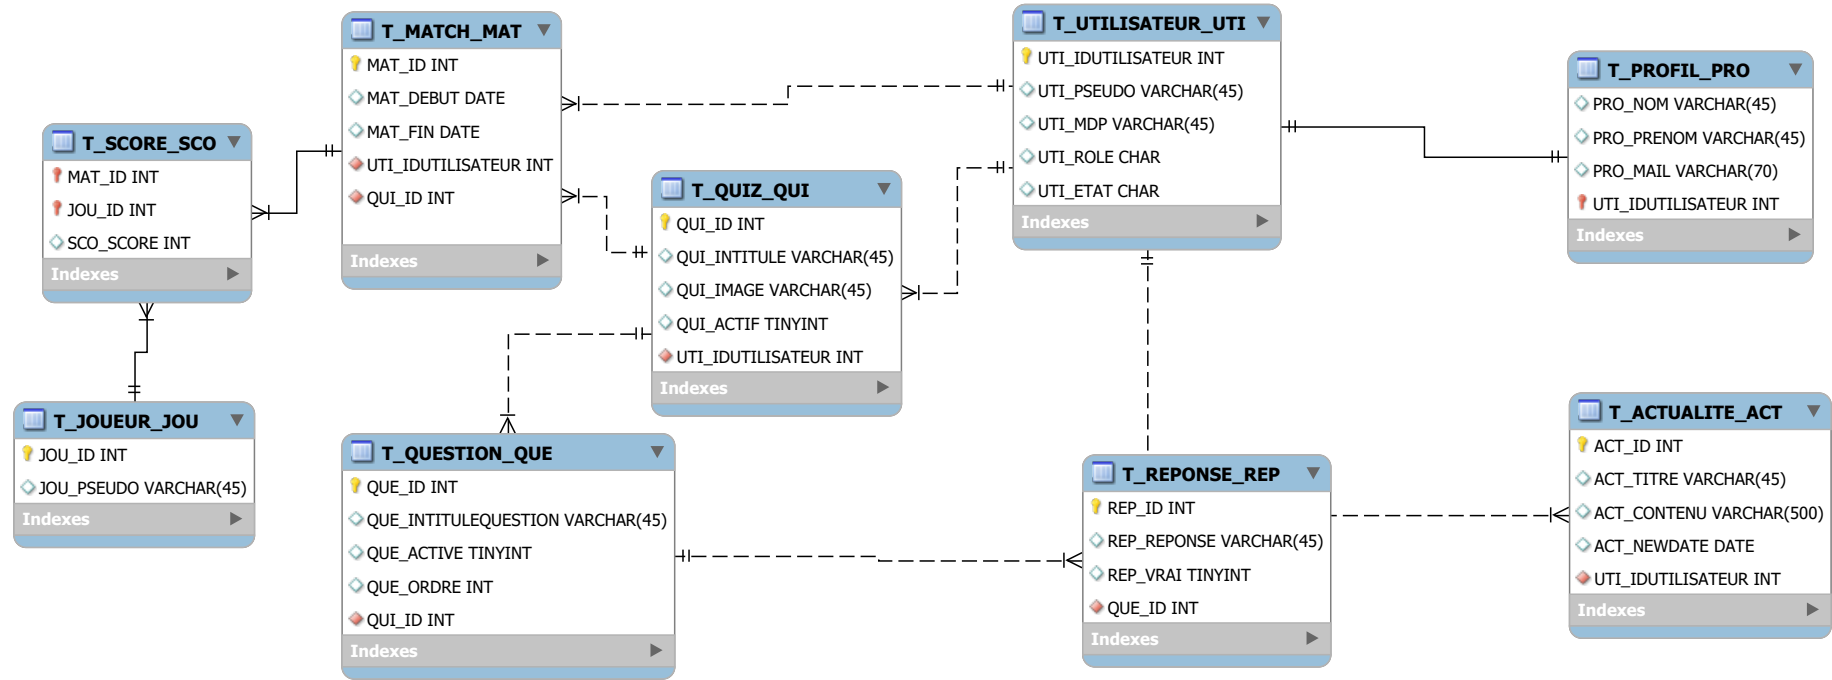 T_MATCH_MAT
MAT_ID INT
MAT_DEBUT DATE
MAT_FIN DATE
UTI_IDUTILISATEUR INT
QUI_ID INT
Indexes
T_UTILISATEUR_UTI
UTI_IDUTILISATEUR INT
UTI_PSEUDO VARCHAR(45)
UTI_MDP VARCHAR(45)
UTI_ROLE CHAR
UTI_ETAT CHAR
Indexes
T_PROFIL_PRO
PRO_NOM VARCHAR(45)
PRO_PRENOM VARCHAR(45)
PRO_MAIL VARCHAR(70)
UTI_IDUTILISATEUR INT
Indexes
T_SCORE_SCO
MAT_ID INT
JOU_ID INT
SCO_SCORE INT
Indexes
T_QUIZ_QUI
QUI_ID INT
QUI_INTITULE VARCHAR(45)
QUI_IMAGE VARCHAR(45)
QUI_ACTIF TINYINT
UTI_IDUTILISATEUR INT
Indexes
T_JOUEUR_JOU
JOU_ID INT
JOU_PSEUDO VARCHAR(45)
Indexes
T_QUESTION_QUE
QUE_ID INT
QUE_INTITULEQUESTION VARCHAR(45)
QUE_ACTIVE TINYINT
QUE_ORDRE INT
QUI_ID INT
Indexes
T_REPONSE_REP
REP_ID INT
REP_REPONSE VARCHAR(45)
REP_VRAI TINYINT
QUE_ID INT
Indexes
T_ACTUALITE_ACT
ACT_ID INT
ACT_TITRE VARCHAR(45)
ACT_CONTENU VARCHAR(500)
ACT_NEWDATE DATE
UTI_IDUTILISATEUR INT
Indexes